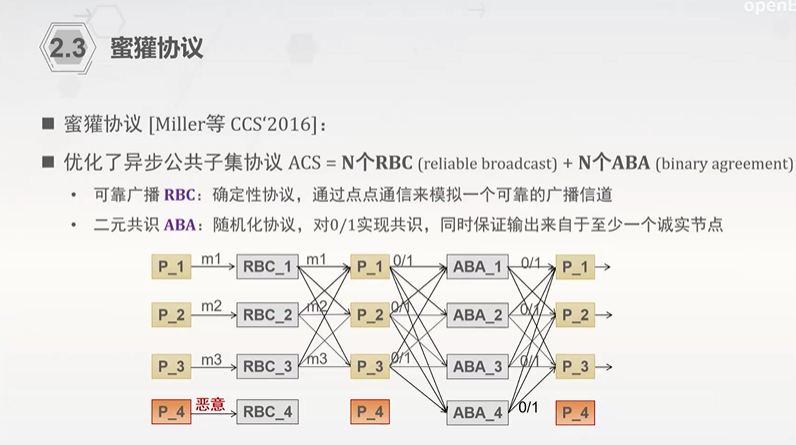 openE
2.3 蜜獾协议
■ 蜜獾协议 [Miller等 CCS‘2016]：
■ 优化了异步公共子集协议 ACS = N个RBC (reliable broadcast) + N个ABA (binary agreement)
• 可靠广播 RBC：确定性协议，通过点点通信来模拟一个可靠的广播信道
• 二元共识 ABA：随机化协议，对0/1实现共识，同时保证输出来自于至少一个诚实节点
P_1 m1 RBC_1 m1 P_1 0/1 ABA_1 0/1 P_1
P_2 m2 RBC_2 m2 P_2 0/1 ABA_2 0/1 P_2
P_3 m3 RBC_3 m3 P_3 0/1 ABA_3 0/1 P_3
P_4 恶意 RBC_4 P_4 ABA_4 0/1 P_4